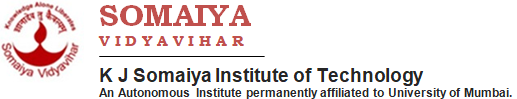 Knowledge Alone Liberates
Somaiya Vidyavihar
SOMAIYA
VIDYAVIHAR
K J Somaiya Institute of Technology
An Autonomous Institute permanently affiliated to University of Mumbai.